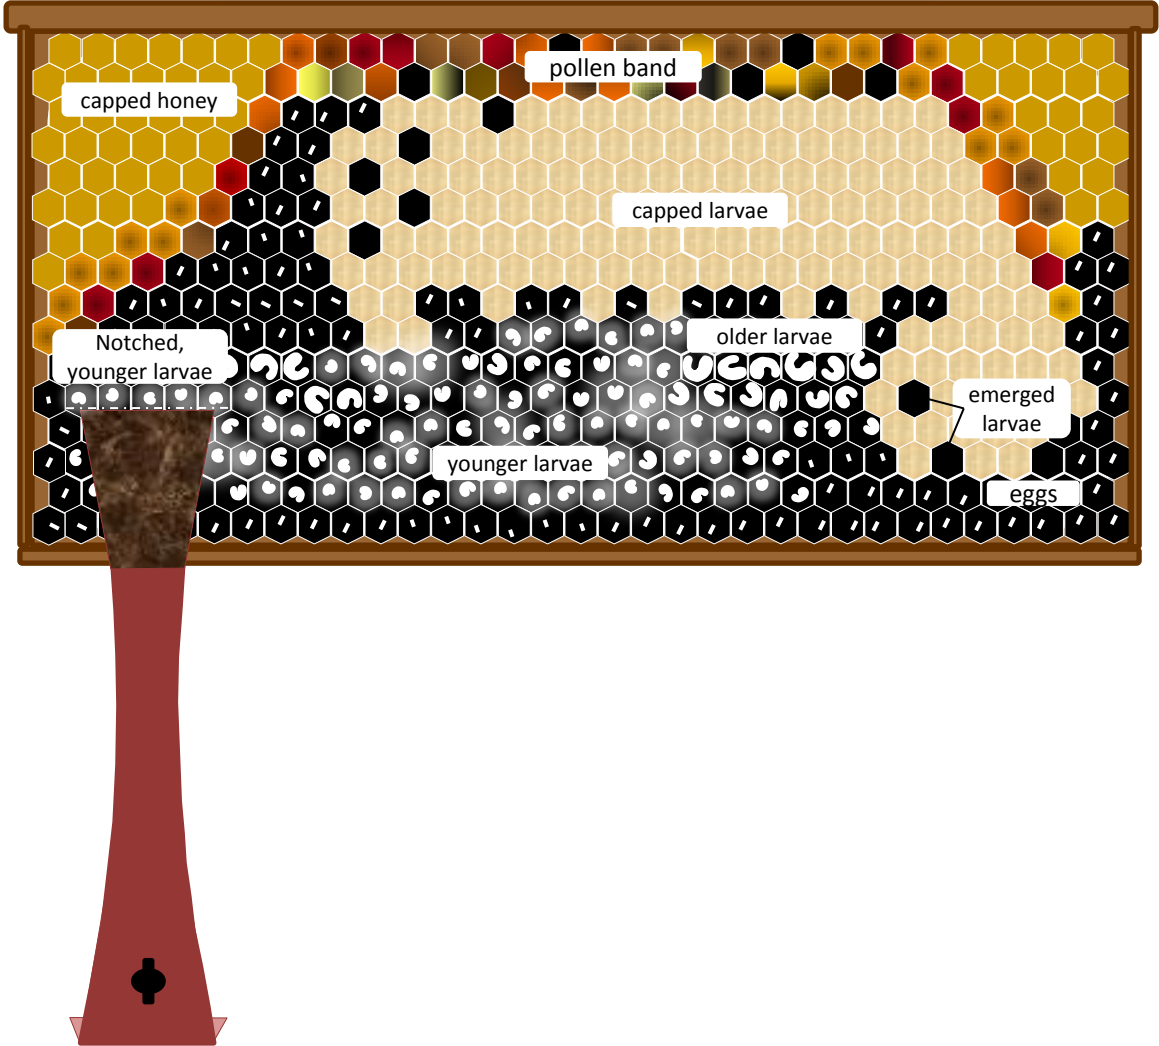 pollen band
capped honey
capped larvae
Notched,
younger larvae
older larvae
emerged
larvae
younger larvae
eggs